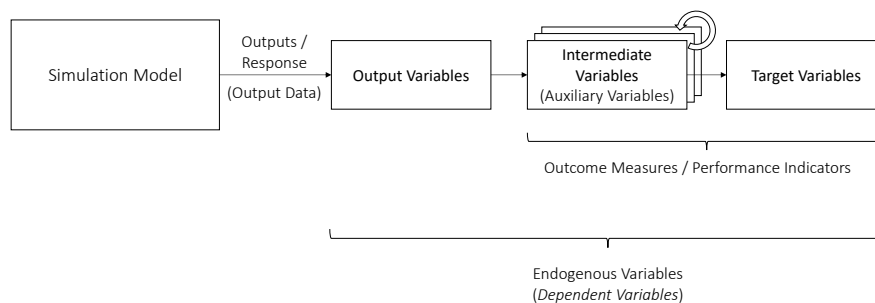 Simulation Model
Outputs /
Response
(Output Data)
Output Variables
Intermediate
Variables
(Auxiliary Variables)
Target Variables
Outcome Measures / Performance Indicators
Endogenous Variables
(Dependent Variables)